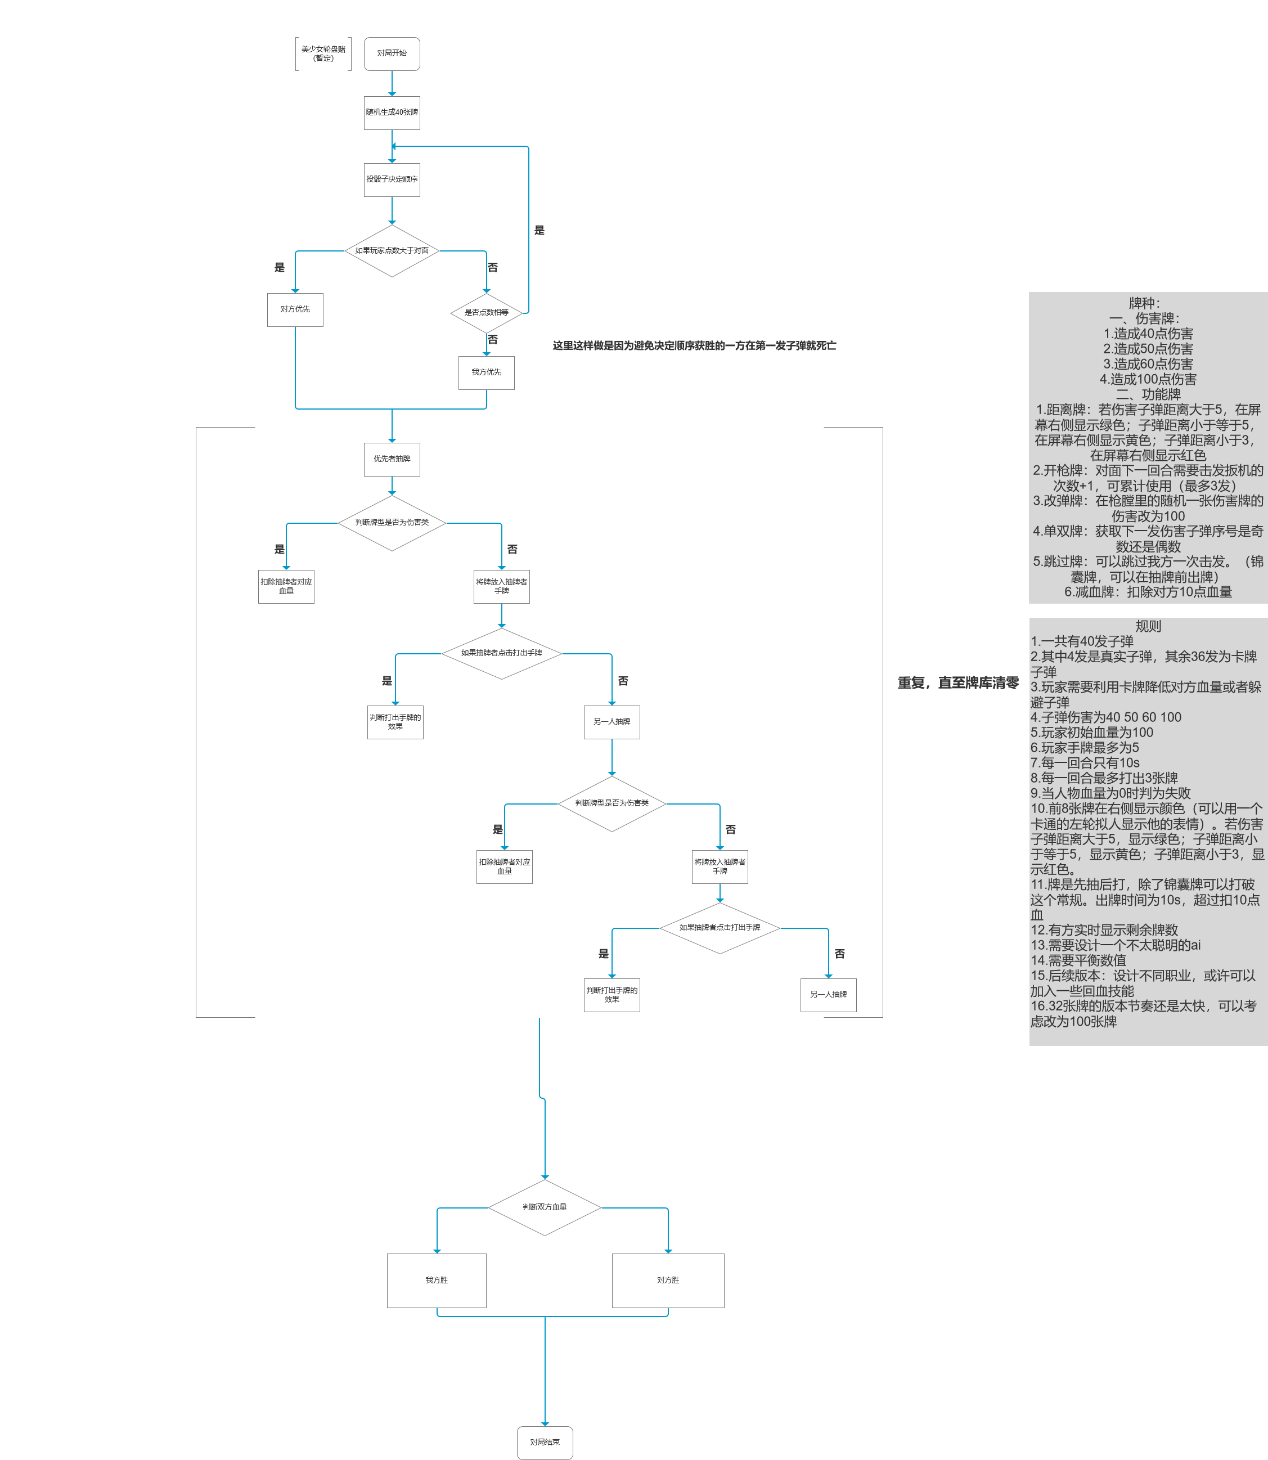 美少女轮盘赌
(暂定)
对局开始
随机生成40张牌
投骰子决定顺序
如果玩家点数大于对面
是
否
是
对方优先
是否点数相等
否
这里这样做是因为避免决定顺序获胜的一方在第一发子弹就死亡
我方优先
优先者抽牌
判断牌型是否为伤害类
是
否
扣除抽牌者对应
血量
将牌放入抽牌者
手牌
如果抽牌者点击打出手牌
是
否
判断打出手牌的
效果
另一人抽牌
判断牌型是否为伤害类
是
否
扣除抽牌者对应
血量
将牌放入抽牌者
手牌
如果抽牌者点击打出手牌
是
否
判断打出手牌的
效果
另一人抽牌
重复，直至牌库清零
判断双方血量
我方胜
对方胜
对局结束
牌种：
一、伤害牌：
1.造成40点伤害
2.造成50点伤害
3.造成60点伤害
4.造成100点伤害
二、功能牌
1.距离牌：若伤害子弹距离大于5，在屏
幕右侧显示绿色；子弹距离小于等于5，
在屏幕右侧显示黄色；子弹距离小于3，
在屏幕右侧显示红色
2.开枪牌：对面下一回合需要击发扳机的
次数+1，可累计使用（最多3发）
3.改弹牌：在枪膛里的随机一张伤害牌的
伤害改为100
4.单双牌：获取下一发伤害子弹序号是奇
数还是偶数
5.跳过牌：可以跳过我方一次击发。（锦
囊牌，可以在抽牌前出牌）
6.减血牌：扣除对方10点血量
规则
1.一共有40发子弹
2.其中4发是真实子弹，其余36发为卡牌
子弹
3.玩家需要利用卡牌降低对方血量或者躲
避子弹
4.子弹伤害为40 50 60 100
5.玩家初始血量为100
6.玩家手牌最多为5
7.每一回合只有10s
8.每一回合最多打出3张牌
9.当人物血量为0时判为失败
10.前8张牌在右侧显示颜色（可以用一个
卡通的左轮拟人显示他的表情）。若伤害
子弹距离大于5，显示绿色；子弹距离小
于等于5，显示黄色；子弹距离小于3，显
示红色。
11.牌是先抽后打，除了锦囊牌可以打破
这个常规。出牌时间为10s，超过扣10点
血
12.有方实时显示剩余牌数
13.需要设计一个不太聪明的ai
14.需要平衡数值
15.后续版本：设计不同职业，或许可以
加入一些回血技能
16.32张牌的版本节奏还是太快，可以考
虑改为100张牌